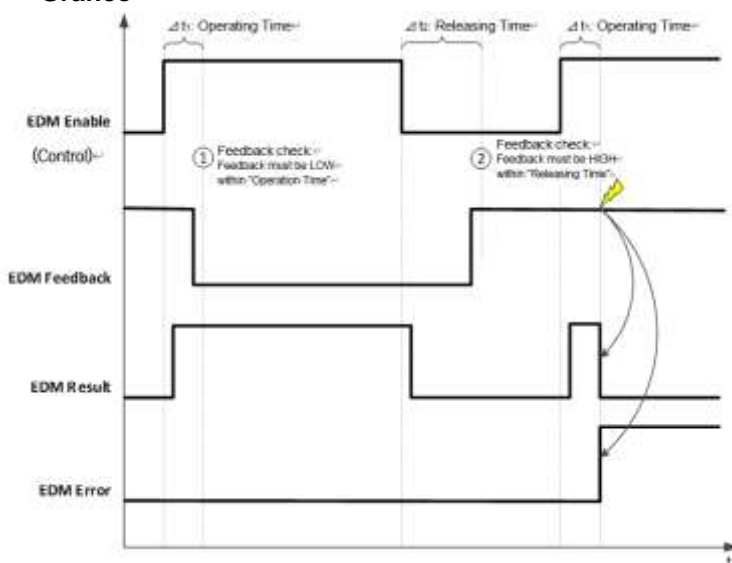 ⊿t₁: Operating Time
⊿t₂: Releasing Time
⊿t₁: Operating Time
EDM Enable
(Control)
① Feedback check:
Feedback must be LOW
within "Operation Time"
② Feedback check:
Feedback must be HIGH
within "Releasing Time"
EDM Feedback
EDM Result
EDM Error
t